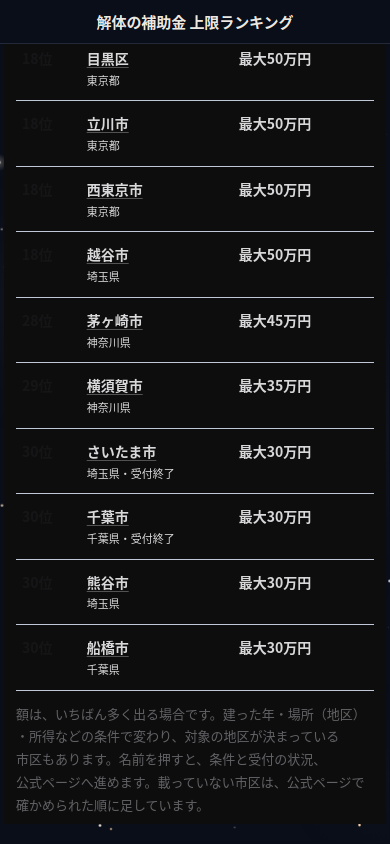 解体の補助金 上限ランキング
18位 目黒区 最大50万円
東京都
18位 立川市 最大50万円
東京都
18位 西東京市 最大50万円
東京都
18位 越谷市 最大50万円
埼玉県
28位 茅ヶ崎市 最大45万円
神奈川県
29位 横須賀市 最大35万円
神奈川県
30位 さいたま市 最大30万円
埼玉県・受付終了
30位 千葉市 最大30万円
千葉県・受付終了
30位 熊谷市 最大30万円
埼玉県
30位 船橋市 最大30万円
千葉県
額は、いちばん多く出る場合です。建った年・場所（地区）
・所得などの条件で変わり、対象の地区が決まっている
市区もあります。名前を押すと、条件と受付の状況、
公式ページへ進めます。載っていない市区は、公式ページで
確かめられた順に足しています。